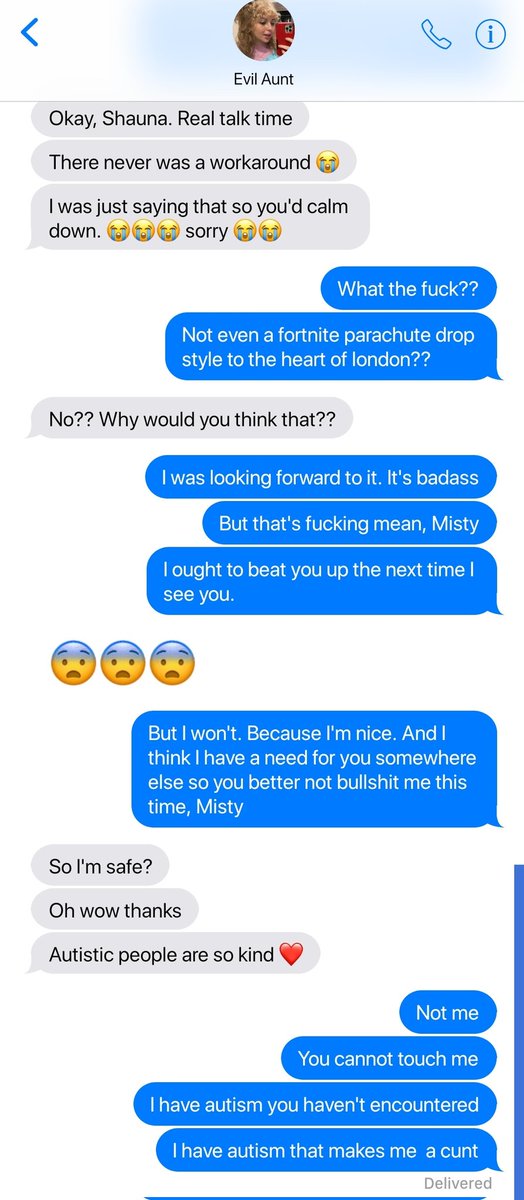 Evil Aunt
Okay, Shauna. Real talk time
There never was a workaround 😭
I was just saying that so you'd calm
down. 😭😭😭 sorry 😭😭
What the fuck??
Not even a fortnite parachute drop
style to the heart of london??
No?? Why would you think that??
I was looking forward to it. It's badass
But that's fucking mean, Misty
I ought to beat you up the next time I
see you.
😨😨😨
But I won't. Because I'm nice. And I
think I have a need for you somewhere
else so you better not bullshit me this
time, Misty
So I'm safe?
Oh wow thanks
Autistic people are so kind ❤️
Not me
You cannot touch me
I have autism you haven't encountered
I have autism that makes me a cunt
Delivered